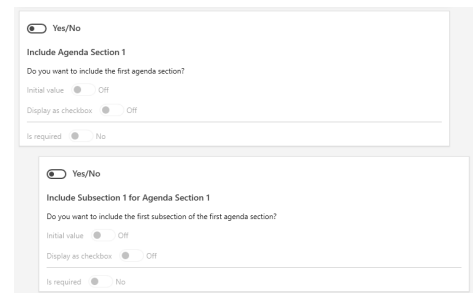 Yes/No
Include Agenda Section 1
Do you want to include the first agenda section?
Initial value Off
Display as checkbox Off
Is required No
Yes/No
Include Subsection 1 for Agenda Section 1
Do you want to include the first subsection of the first agenda section?
Initial value Off
Display as checkbox Off
Is required No